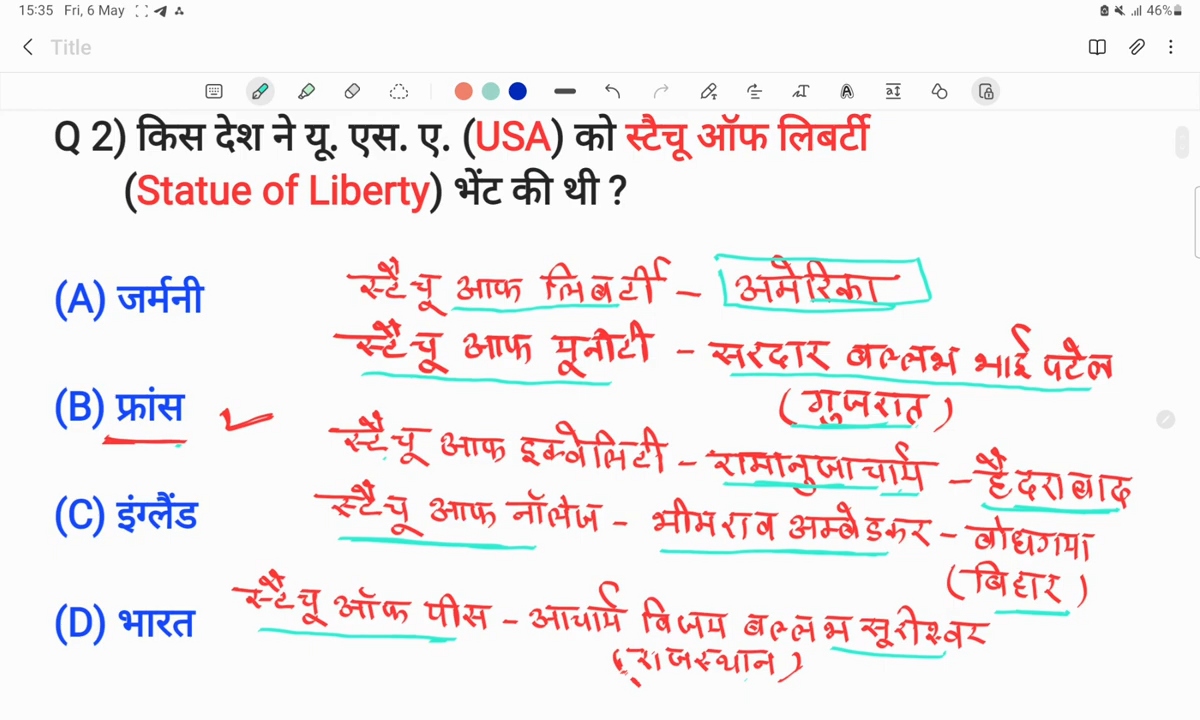 15:35 Fri, 6 May 46%
Title
Q 2) किस देश ने यू. एस. ए. (USA) को स्टैचू ऑफ लिबर्टी
(Statue of Liberty) भेंट की थी ?
(A) जर्मनी
स्टैचू आफ लिबर्टी - अमेरिका
स्टैचू आफ यूनीटी - सरदार बल्लभ भाई पटेल
(गुजरात)
(B) फ्रांस
स्टैचू आफ इक्वेलिटी - रामानुजाचार्य - हैदराबाद
(C) इंग्लैंड
स्टैचू आफ नॉलेज - भीमराव अम्बेडकर - बोधगया
(बिहार)
(D) भारत
स्टैचू ऑफ पीस - आचार्य विजय बल्लभ सूरीश्वर
(राजस्थान)